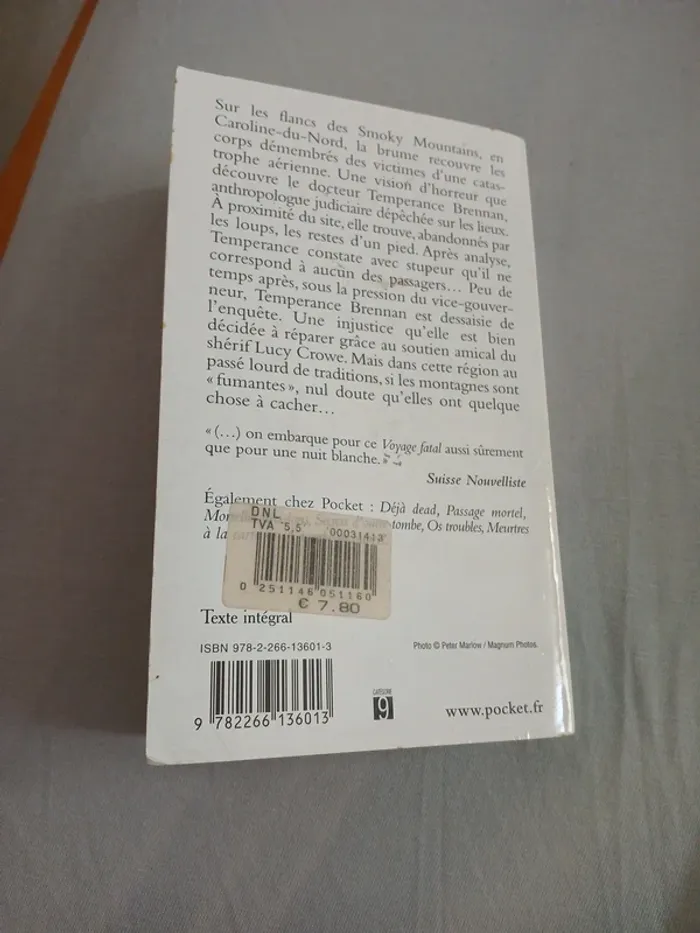 Sur les flancs des Smoky Mountains, en
Caroline-du-Nord, la brume recouvre les
corps démembrés des victimes d'une catas-
trophe aérienne. Une vision d'horreur que
découvre le docteur Temperance Brennan,
anthropologue judiciaire dépêchée sur les lieux.
À proximité du site, elle trouve, abandonnés par
les loups, les restes d'un pied. Après analyse,
Temperance constate avec stupeur qu'il ne
correspond à aucun des passagers... Peu de
temps après, sous la pression du vice-gouver-
neur, Temperance Brennan est dessaisie de
l'enquête. Une injustice qu'elle est bien
décidée à réparer grâce au soutien amical du
shérif Lucy Crowe. Mais dans cette région au
passé lourd de traditions, si les montagnes sont
« fumantes », nul doute qu'elles ont quelque
chose à cacher...
« (...) on embarque pour ce Voyage fatal aussi sûrement
que pour une nuit blanche. »
Suisse Nouvelliste
Également chez Pocket : Déjà dead, Passage mortel,
d'outre-tombe, Os troubles, Meurtres
à la
DNL
TVA 5,5 00031413
0 251146 051160
€ 7.80
Texte intégral
ISBN 978-2-266-13601-3
Photo © Peter Marlow / Magnum Photos.
9 782266 136013
CATÉGORIE
9
www.pocket.fr